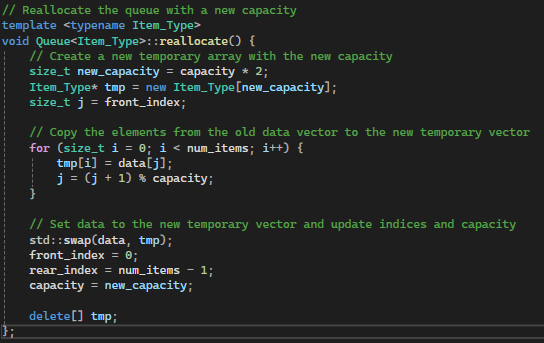 // Reallocate the queue with a new capacity
template <typename Item_Type>
void Queue<Item_Type>::reallocate() {
    // Create a new temporary array with the new capacity
    size_t new_capacity = capacity * 2;
    Item_Type* tmp = new Item_Type[new_capacity];
    size_t j = front_index;

    // Copy the elements from the old data vector to the new temporary vector
    for (size_t i = 0; i < num_items; i++) {
        tmp[i] = data[j];
        j = (j + 1) % capacity;
    }

    // Set data to the new temporary vector and update indices and capacity
    std::swap(data, tmp);
    front_index = 0;
    rear_index = num_items - 1;
    capacity = new_capacity;

    delete[] tmp;
};